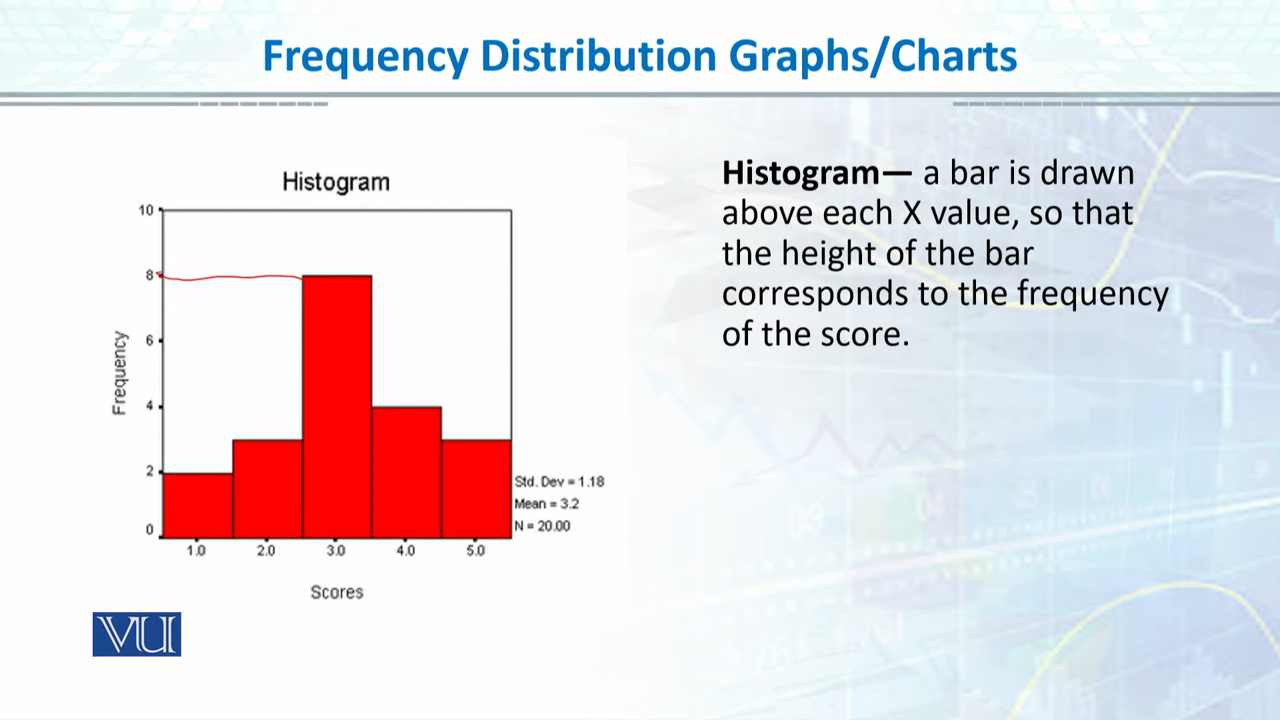 Frequency Distribution Graphs/Charts
Histogram
10
8
6
4
2
0
Frequency
1.0 2.0 3.0 4.0 5.0
Scores
Std. Dev = 1.18
Mean = 3.2
N = 20.00
Histogram— a bar is drawn
above each X value, so that
the height of the bar
corresponds to the frequency
of the score.
VU